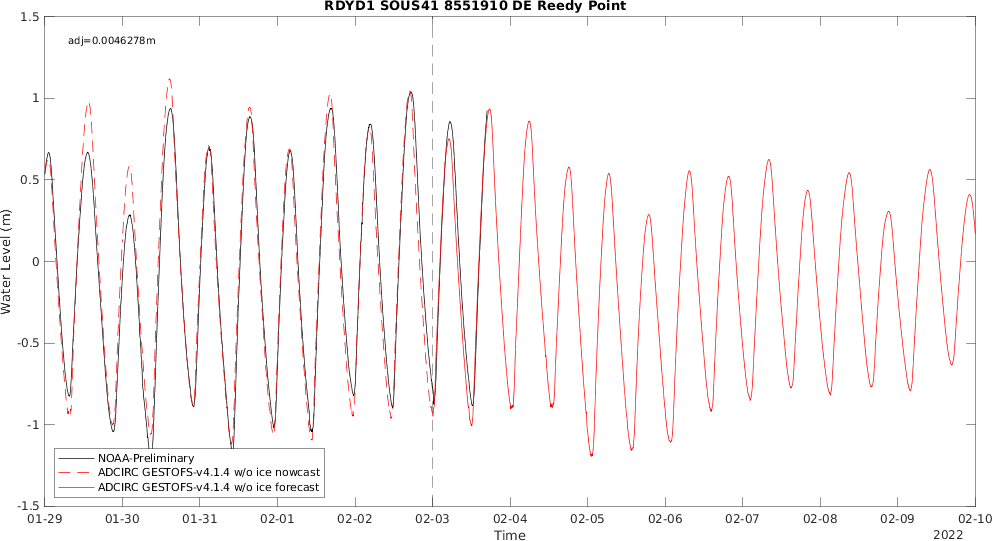 RDYD1 SOUS41 8551910 DE Reedy Point
adj=0.0046278m
1.5
1
0.5
0
-0.5
-1
-1.5
Water Level (m)
NOAA-Preliminary
ADCIRC GESTOFS-v4.1.4 w/o ice nowcast
ADCIRC GESTOFS-v4.1.4 w/o ice forecast
01-29 01-30 01-31 02-01 02-02 02-03 02-04 02-05 02-06 02-07 02-08 02-09 02-10
Time
2022